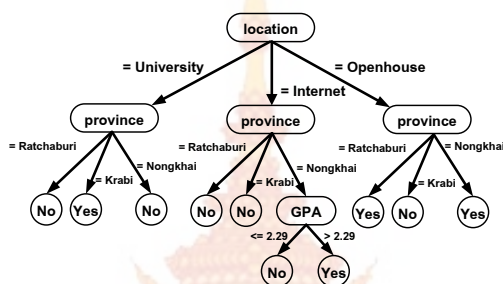 location
= University
= Internet
= Openhouse
province
province
province
= Ratchaburi
= Krabi
= Nongkhai
= Ratchaburi
= Krabi
= Nongkhai
= Ratchaburi
= Krabi
= Nongkhai
No
Yes
No
No
No
GPA
Yes
No
Yes
<= 2.29
> 2.29
No
Yes